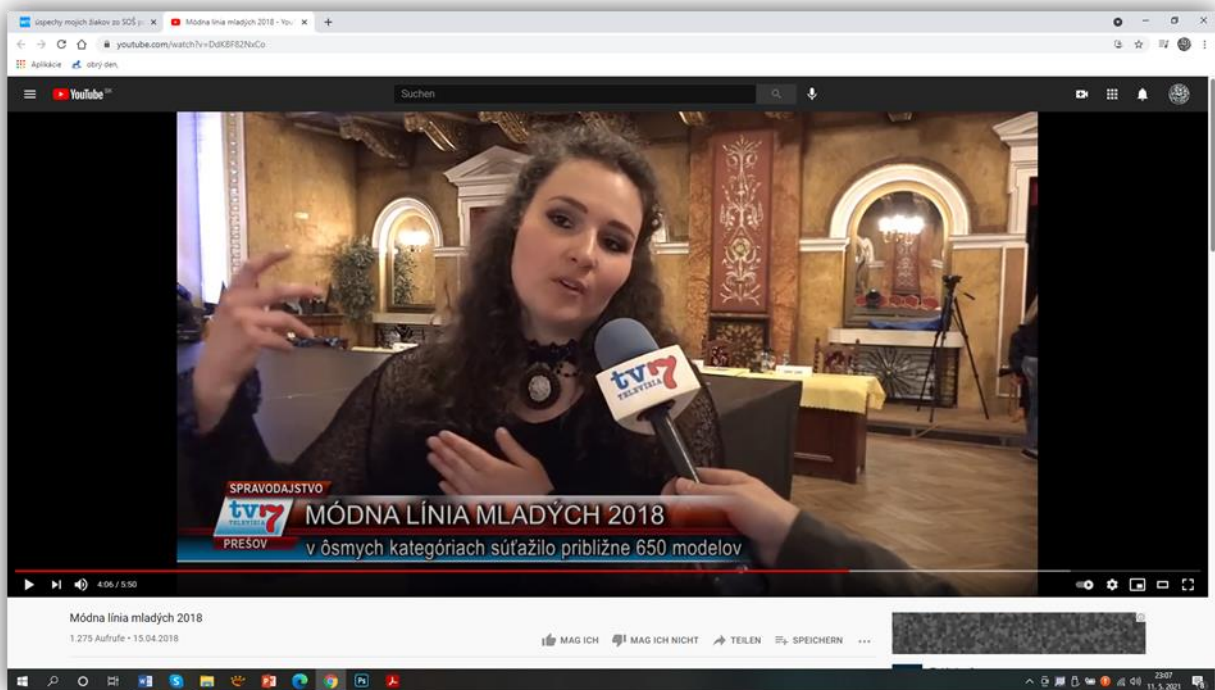 úspechy mojich žiakov zo SOŠ p
Módna línia mladých 2018 - You
youtube.com/watch?v=DdKBF82NxCo
Aplikácie
obrý den,
YouTube
Suchen
tv7
TELEVÍZIA
SPRAVODAJSTVO
tv7
TELEVÍZIA
PREŠOV
MÓDNA LÍNIA MLADÝCH 2018
v ôsmych kategóriach súťažilo približne 650 modelov
4:06 / 5:50
Módna línia mladých 2018
1.275 Aufrufe • 15.04.2018
MAG ICH
MAG ICH NICHT
TEILEN
SPEICHERN
23:07
11. 5. 2021